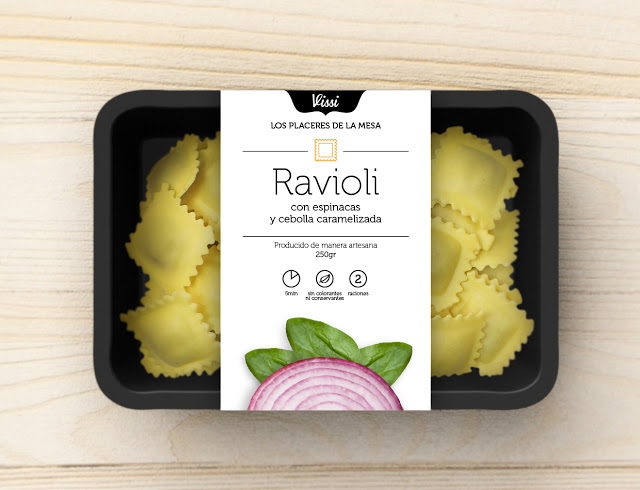 Vissi
LOS PLACERES DE LA MESA
Ravioli
con espinacas
y cebolla caramelizada
Producido de manera artesana
250gr
2
5min
sin colorantes
ni conservantes
raciones